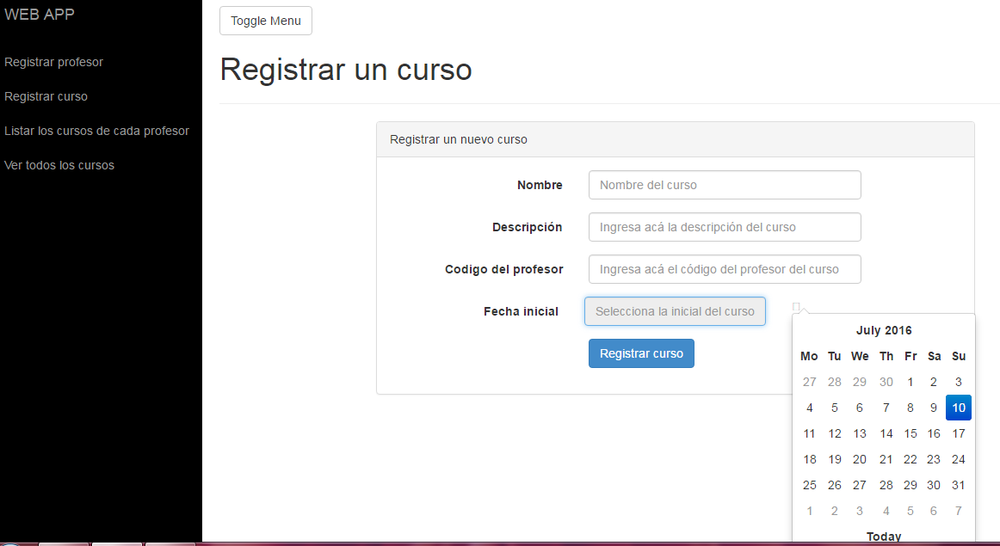 WEB APP
Registrar profesor
Registrar curso
Listar los cursos de cada profesor
Ver todos los cursos
Toggle Menu
Registrar un curso
Registrar un nuevo curso
Nombre Nombre del curso
Descripción Ingresa acá la descripción del curso
Codigo del profesor Ingresa acá el código del profesor del curso
Fecha inicial Selecciona la inicial del curso
Registrar curso
July 2016
Mo Tu We Th Fr Sa Su
27 28 29 30 1 2 3
4 5 6 7 8 9 10
11 12 13 14 15 16 17
18 19 20 21 22 23 24
25 26 27 28 29 30 31
1 2 3 4 5 6 7
Today